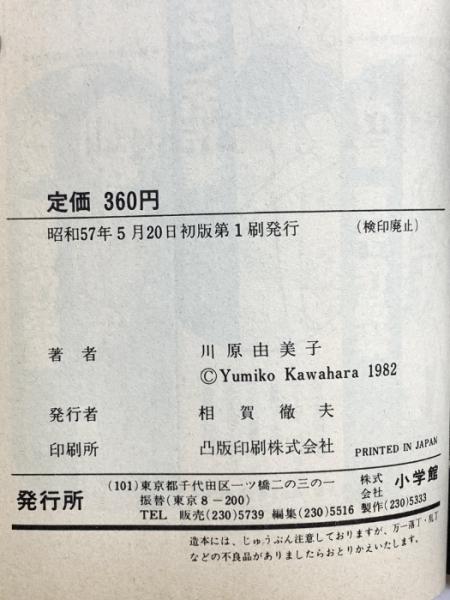 定価 360円
昭和57年5月20日初版第1刷発行 (検印廃止)
著者 川原由美子
©Yumiko Kawahara 1982
発行者 相賀徹夫
印刷所 凸版印刷株式会社 PRINTED IN JAPAN
発行所 (101)東京都千代田区一ツ橋二の三の一 株式会社 小学館
振替(東京8-200)
TEL 販売(230)5739 編集(230)5516 製作(230)5333
造本には、じゅうぶん注意しておりますが、万一落丁・乱丁
などの不良品がありましたらおとりかえいたします。